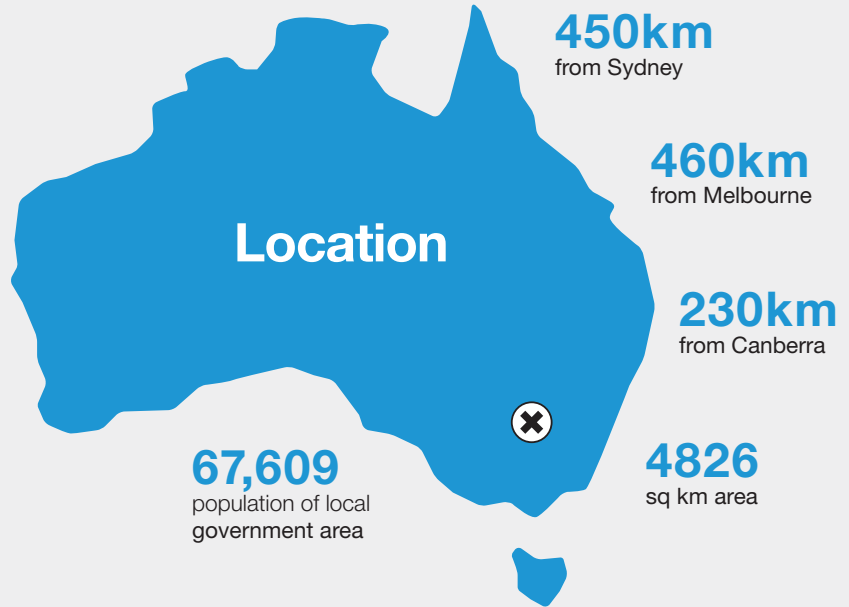 450km
from Sydney
460km
from Melbourne
Location
230km
from Canberra
67,609
population of local
government area
4826
sq km area